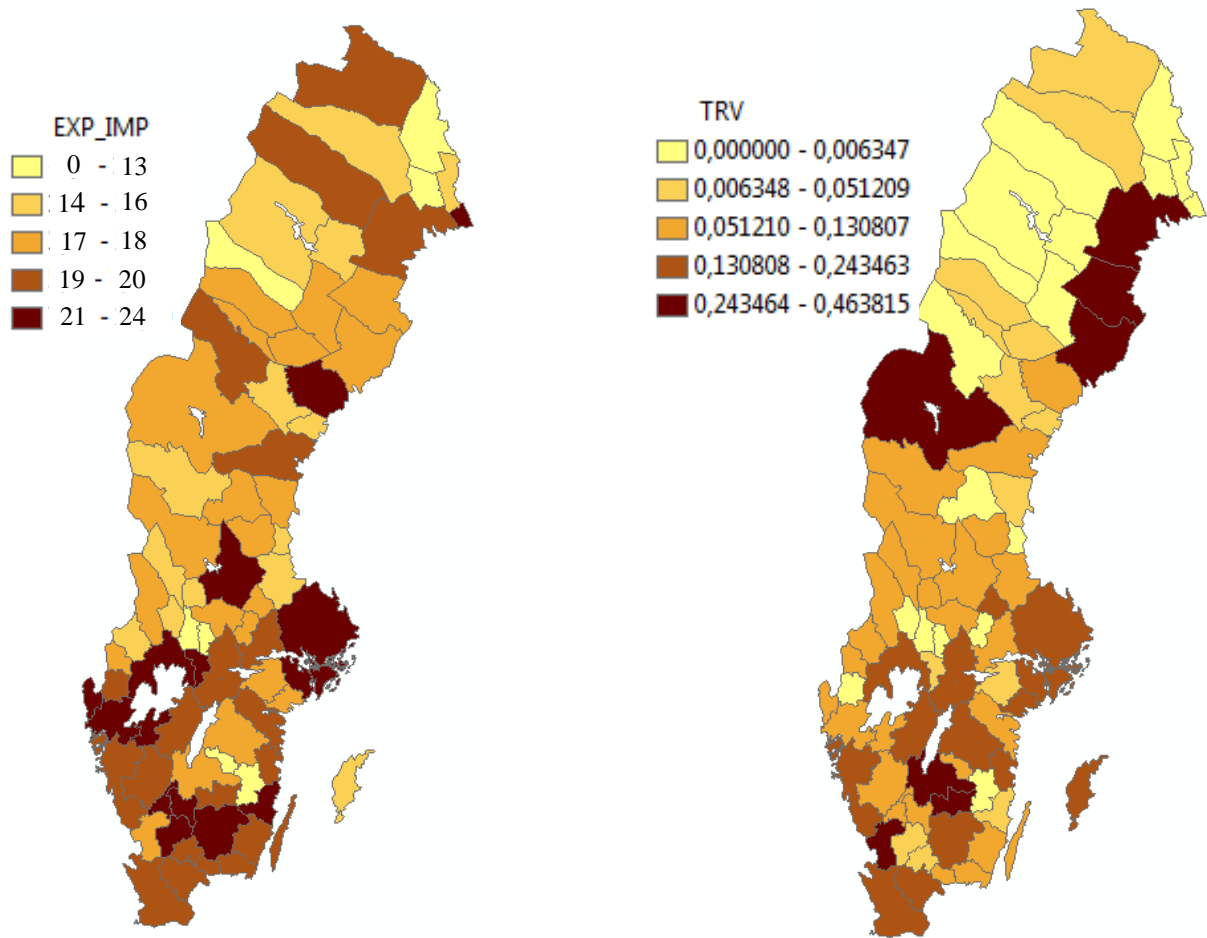 EXP_IMP
0 - 13
14 - 16
17 - 18
19 - 20
21 - 24
TRV
0,000000 - 0,006347
0,006348 - 0,051209
0,051210 - 0,130807
0,130808 - 0,243463
0,243464 - 0,463815